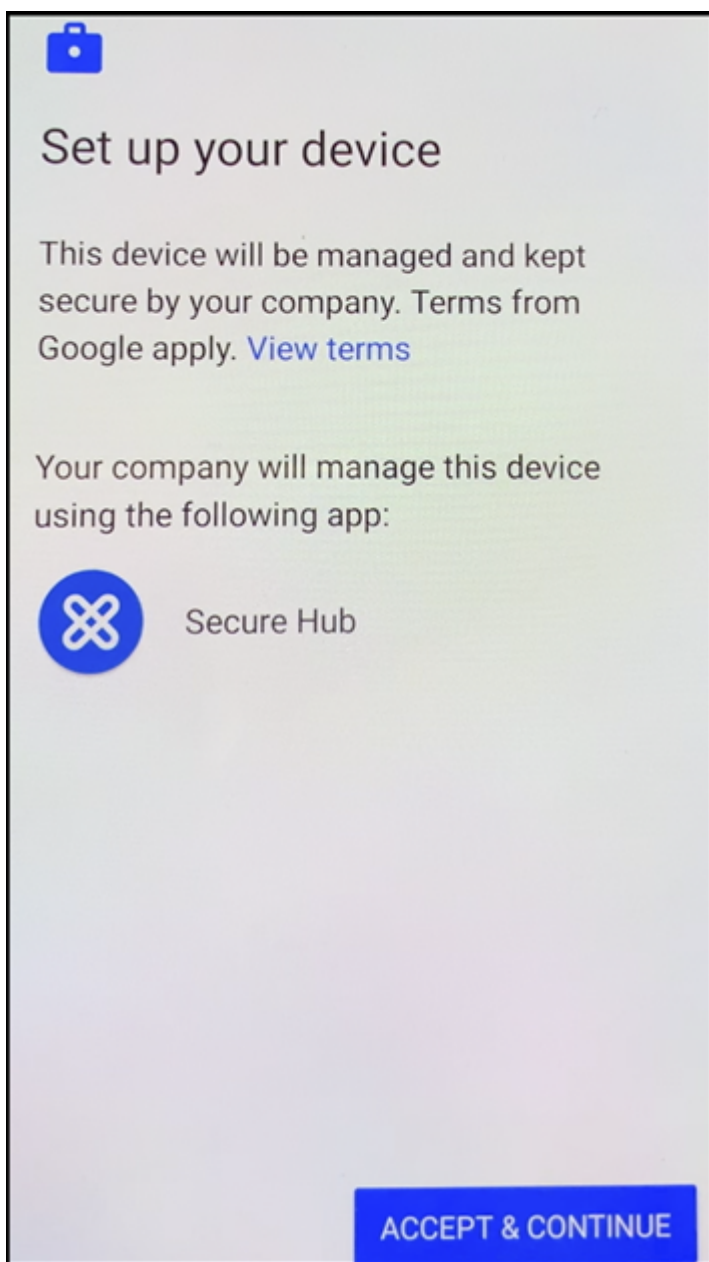 Set up your device
This device will be managed and kept
secure by your company. Terms from
Google apply. View terms
Your company will manage this device
using the following app:
Secure Hub
ACCEPT & CONTINUE